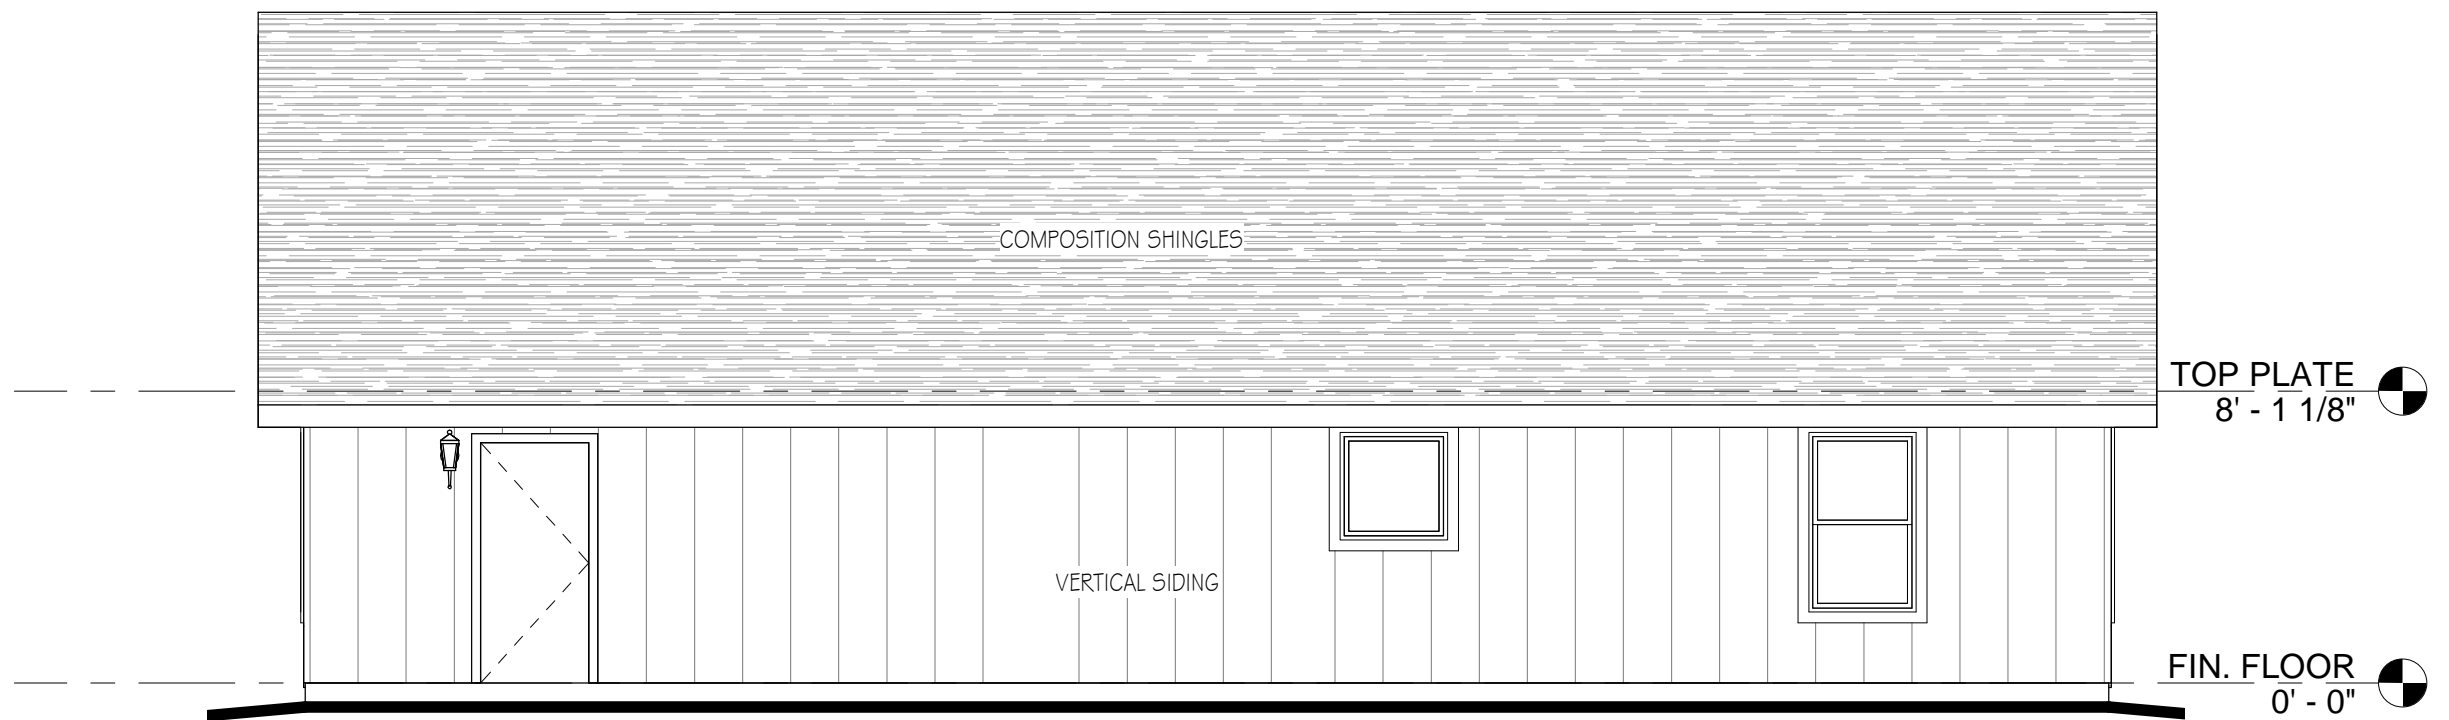 COMPOSITION SHINGLES
TOP PLATE
8' - 1 1/8"
VERTICAL SIDING
FIN. FLOOR
0' - 0"